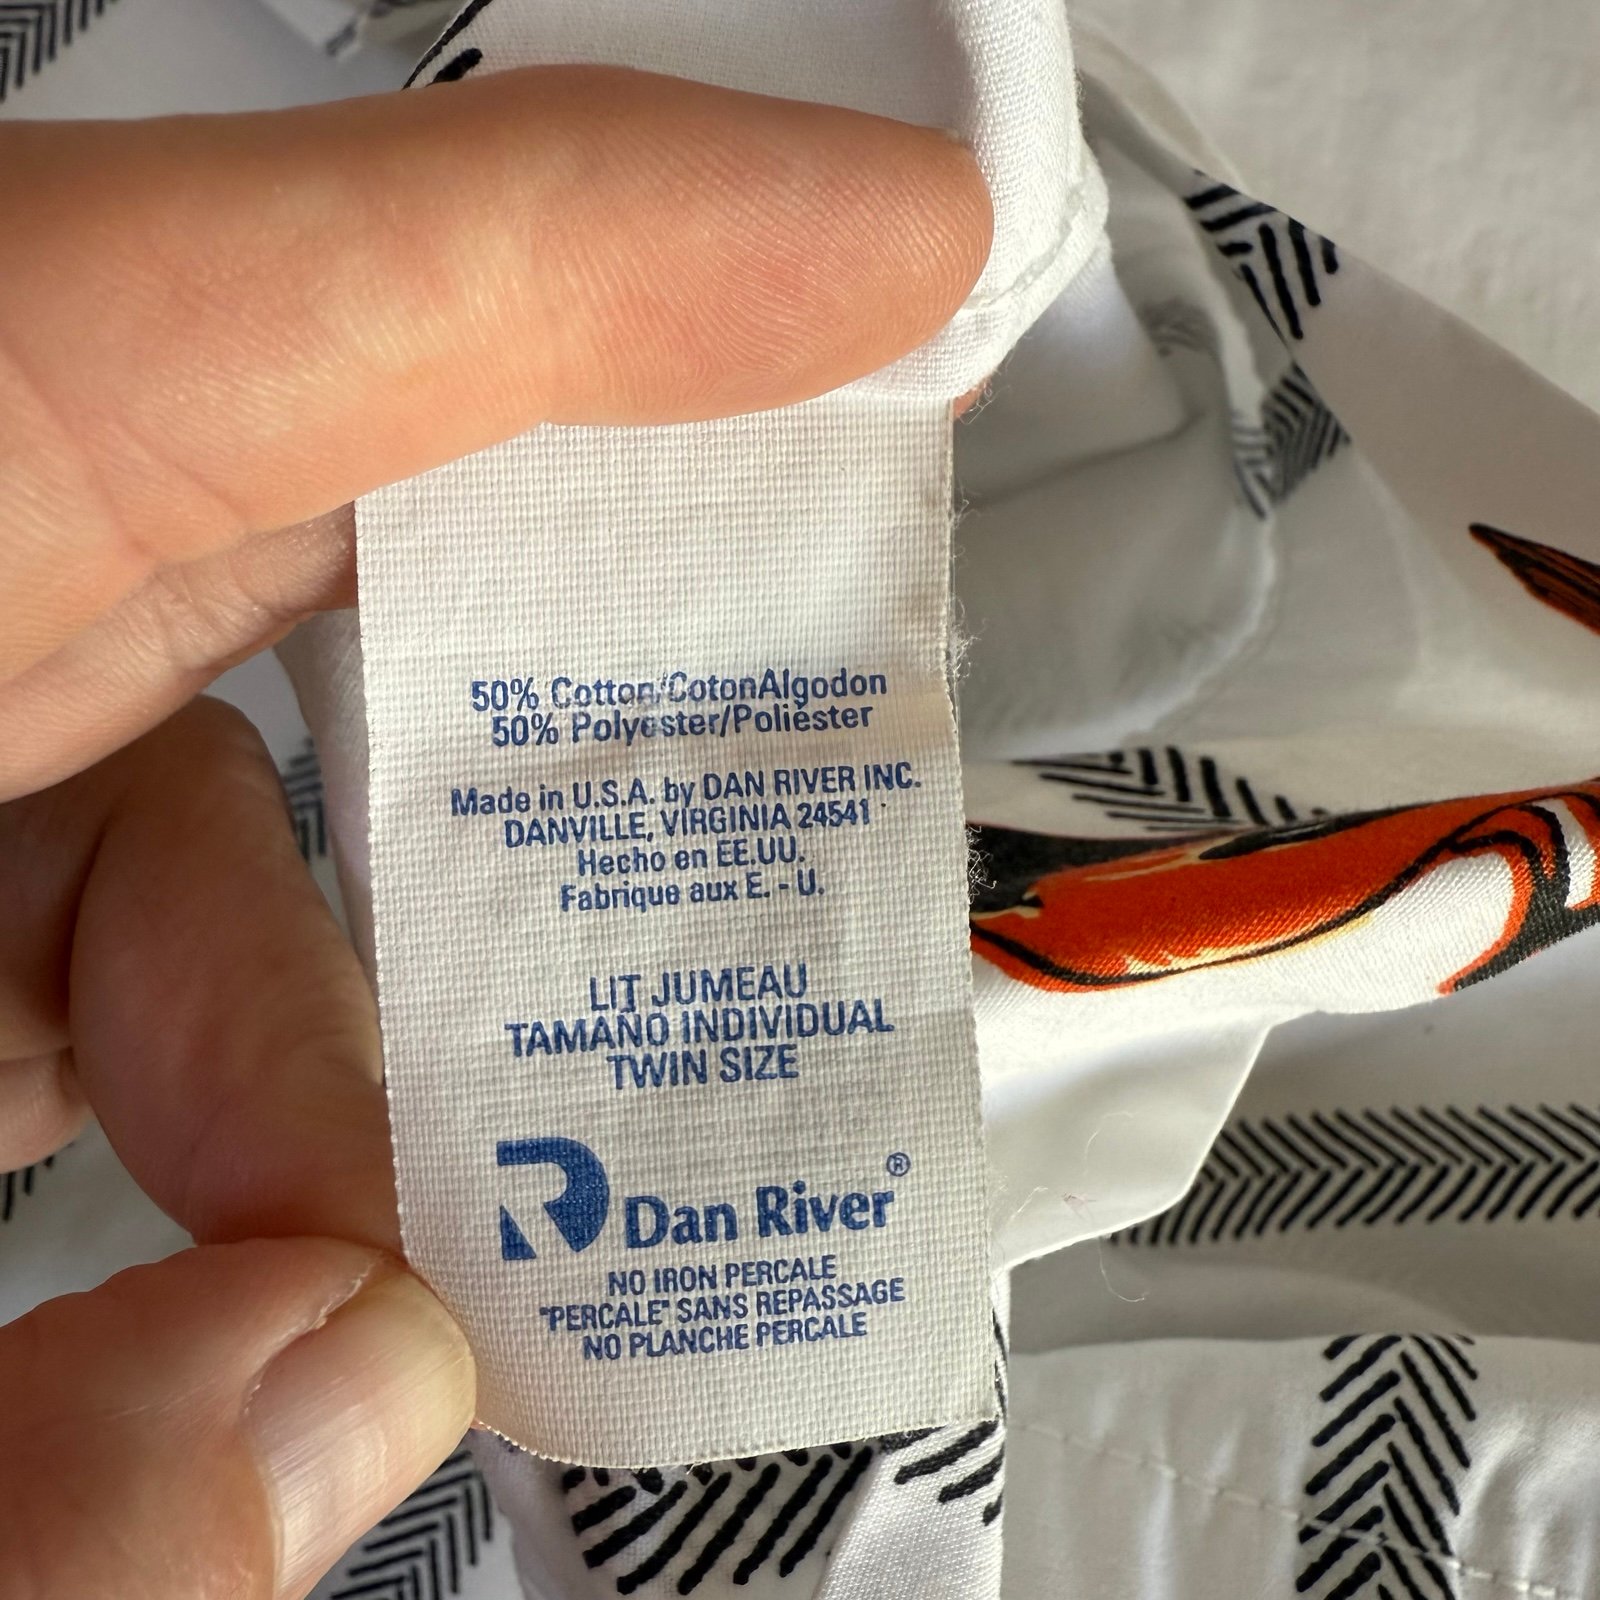 50% Cotton/CotonAlgodon
50% Polyester/Poliéster
Made in U.S.A. by DAN RIVER INC.
DANVILLE, VIRGINIA 24541
Hecho en EE.UU.
Fabrique aux E. - U.
LIT JUMEAU
TAMAÑO INDIVIDUAL
TWIN SIZE
Dan River®
NO IRON PERCALE
"PERCALE" SANS REPASSAGE
NO PLANCHE PERCALE